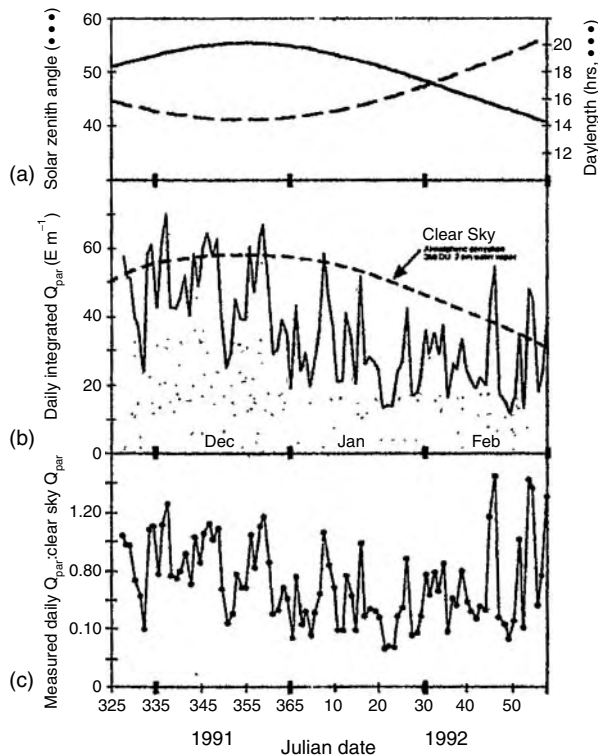 (a)
Solar zenith angle (•••)
60
50
40
Daylength (hrs, •••)
20
18
16
14
12
(b)
Daily integrated Qpar (E m⁻¹)
60
40
20
0
Clear Sky
Dec
Jan
Feb
(c)
Measured daily Qpar:clear sky Qpar
1.20
0.80
0.10
0
325
335
345
355
365
10
20
30
40
50
1991
Julian date
1992